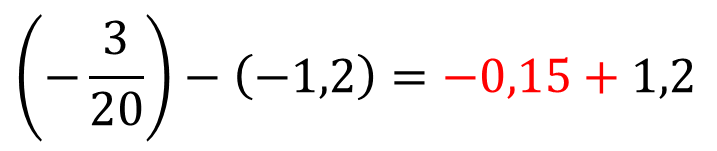 (−3/20) − (−1,2) = −0,15 + 1,2